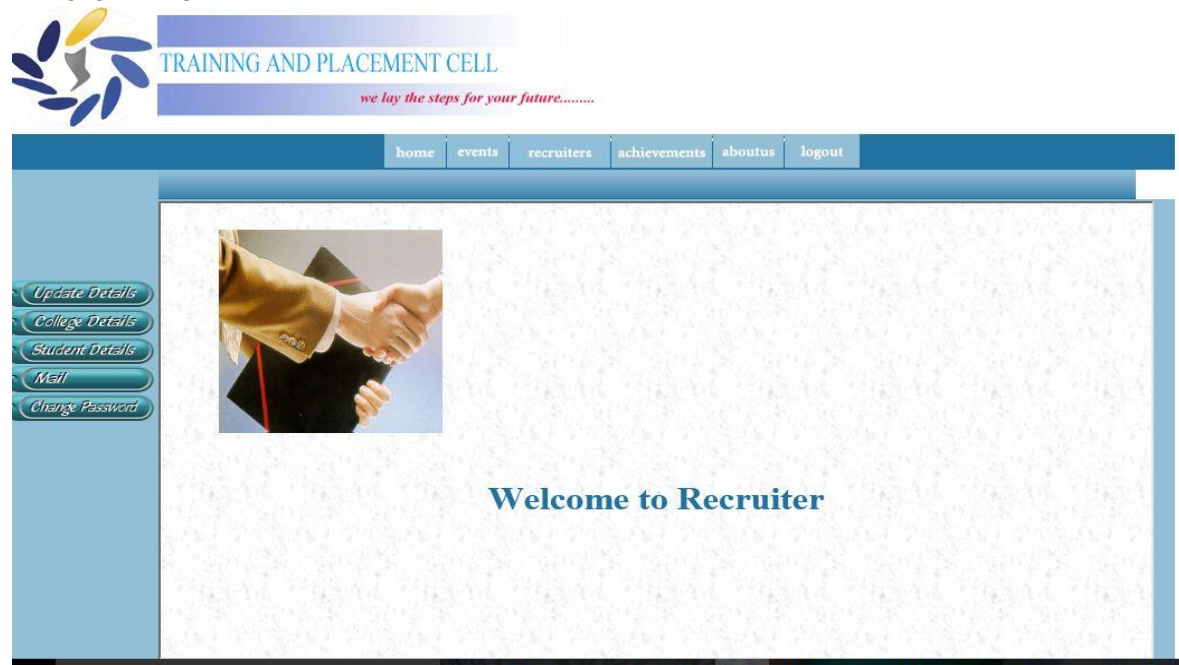 TRAINING AND PLACEMENT CELL
we lay the steps for your future.........
home events recruiters achievements aboutus logout
Update Details
College Details
Student Details
Mail
Change Password
Welcome to Recruiter